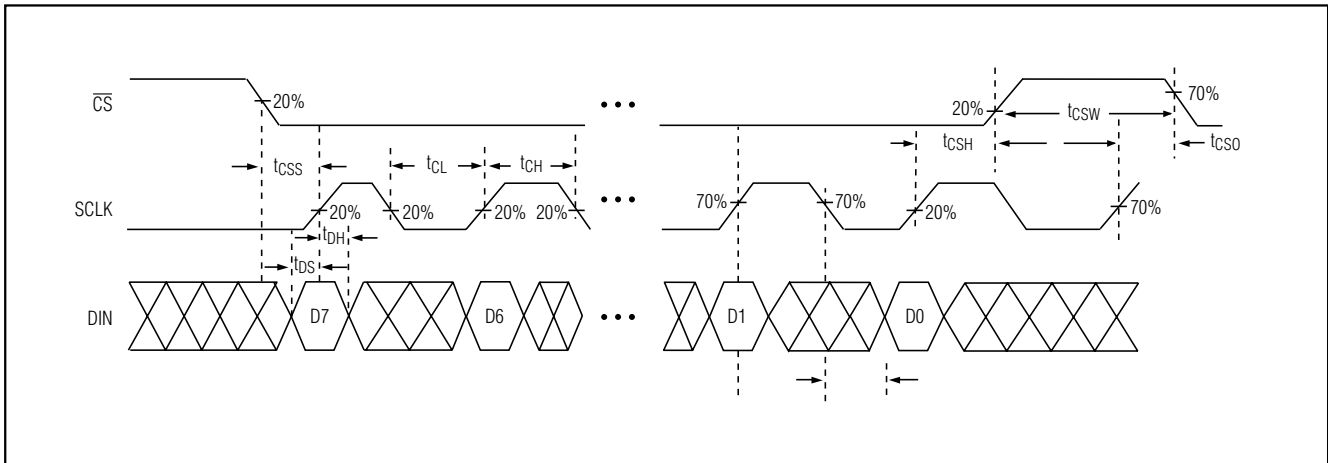 CS 20% ••• 20% tCSW 70%
tCSS tCL tCH tCSH tCSO
SCLK 20% 20% 20% 20% ••• 70% 70% 20% 70%
tDH
tDS
DIN D7 D6 ••• D1 D0